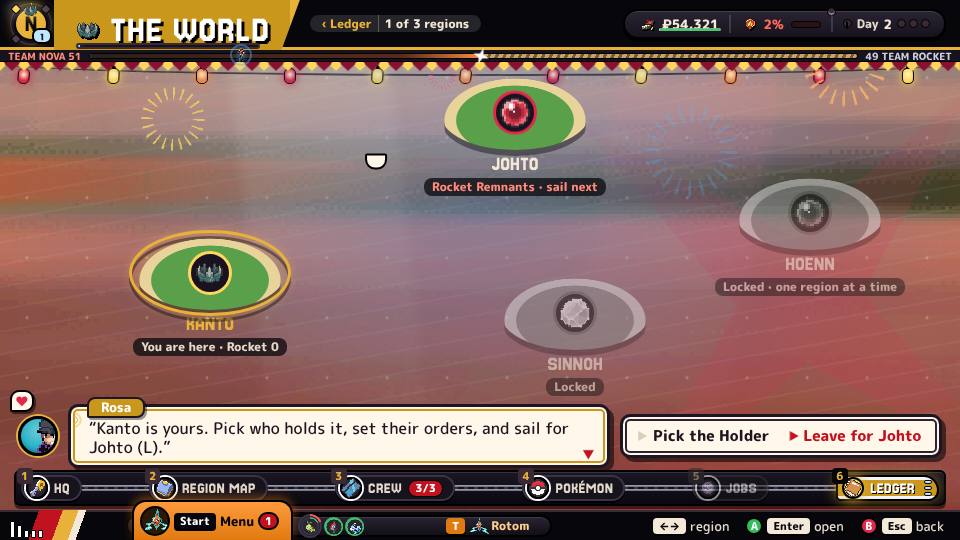 N
1
THE WORLD
‹ Ledger | 1 of 3 regions
₽54,321
2%
Day 2
TEAM NOVA 51
49 TEAM ROCKET
JOHTO
Rocket Remnants · sail next
HOENN
Locked · one region at a time
KANTO
You are here · Rocket 0
SINNOH
Locked
Rosa
“Kanto is yours. Pick who holds it, set their orders, and sail for
Johto (L).”
Pick the Holder
Leave for Johto
1 HQ
2 REGION MAP
3 CREW 3/3
4 POKÉMON
5 JOBS
6 LEDGER
Start Menu 1
T Rotom
↔ region
A Enter open
B Esc back